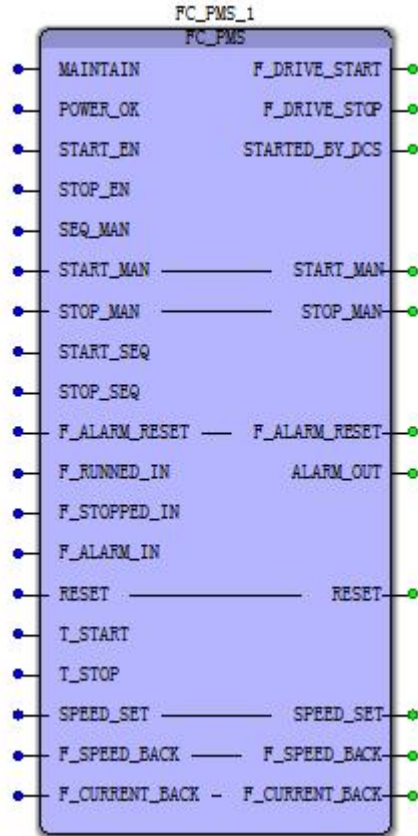 FC_PMS_1
FC_PMS
MAINTAIN F_DRIVE_START
POWER_OK F_DRIVE_STOP
START_EN STARTED_BY_DCS
STOP_EN
SEQ_MAN
START_MAN START_MAN
STOP_MAN STOP_MAN
START_SEQ
STOP_SEQ
F_ALARM_RESET F_ALARM_RESET
F_RUNNED_IN ALARM_OUT
F_STOPPED_IN
F_ALARM_IN
RESET RESET
T_START
T_STOP
SPEED_SET SPEED_SET
F_SPEED_BACK F_SPEED_BACK
F_CURRENT_BACK F_CURRENT_BACK